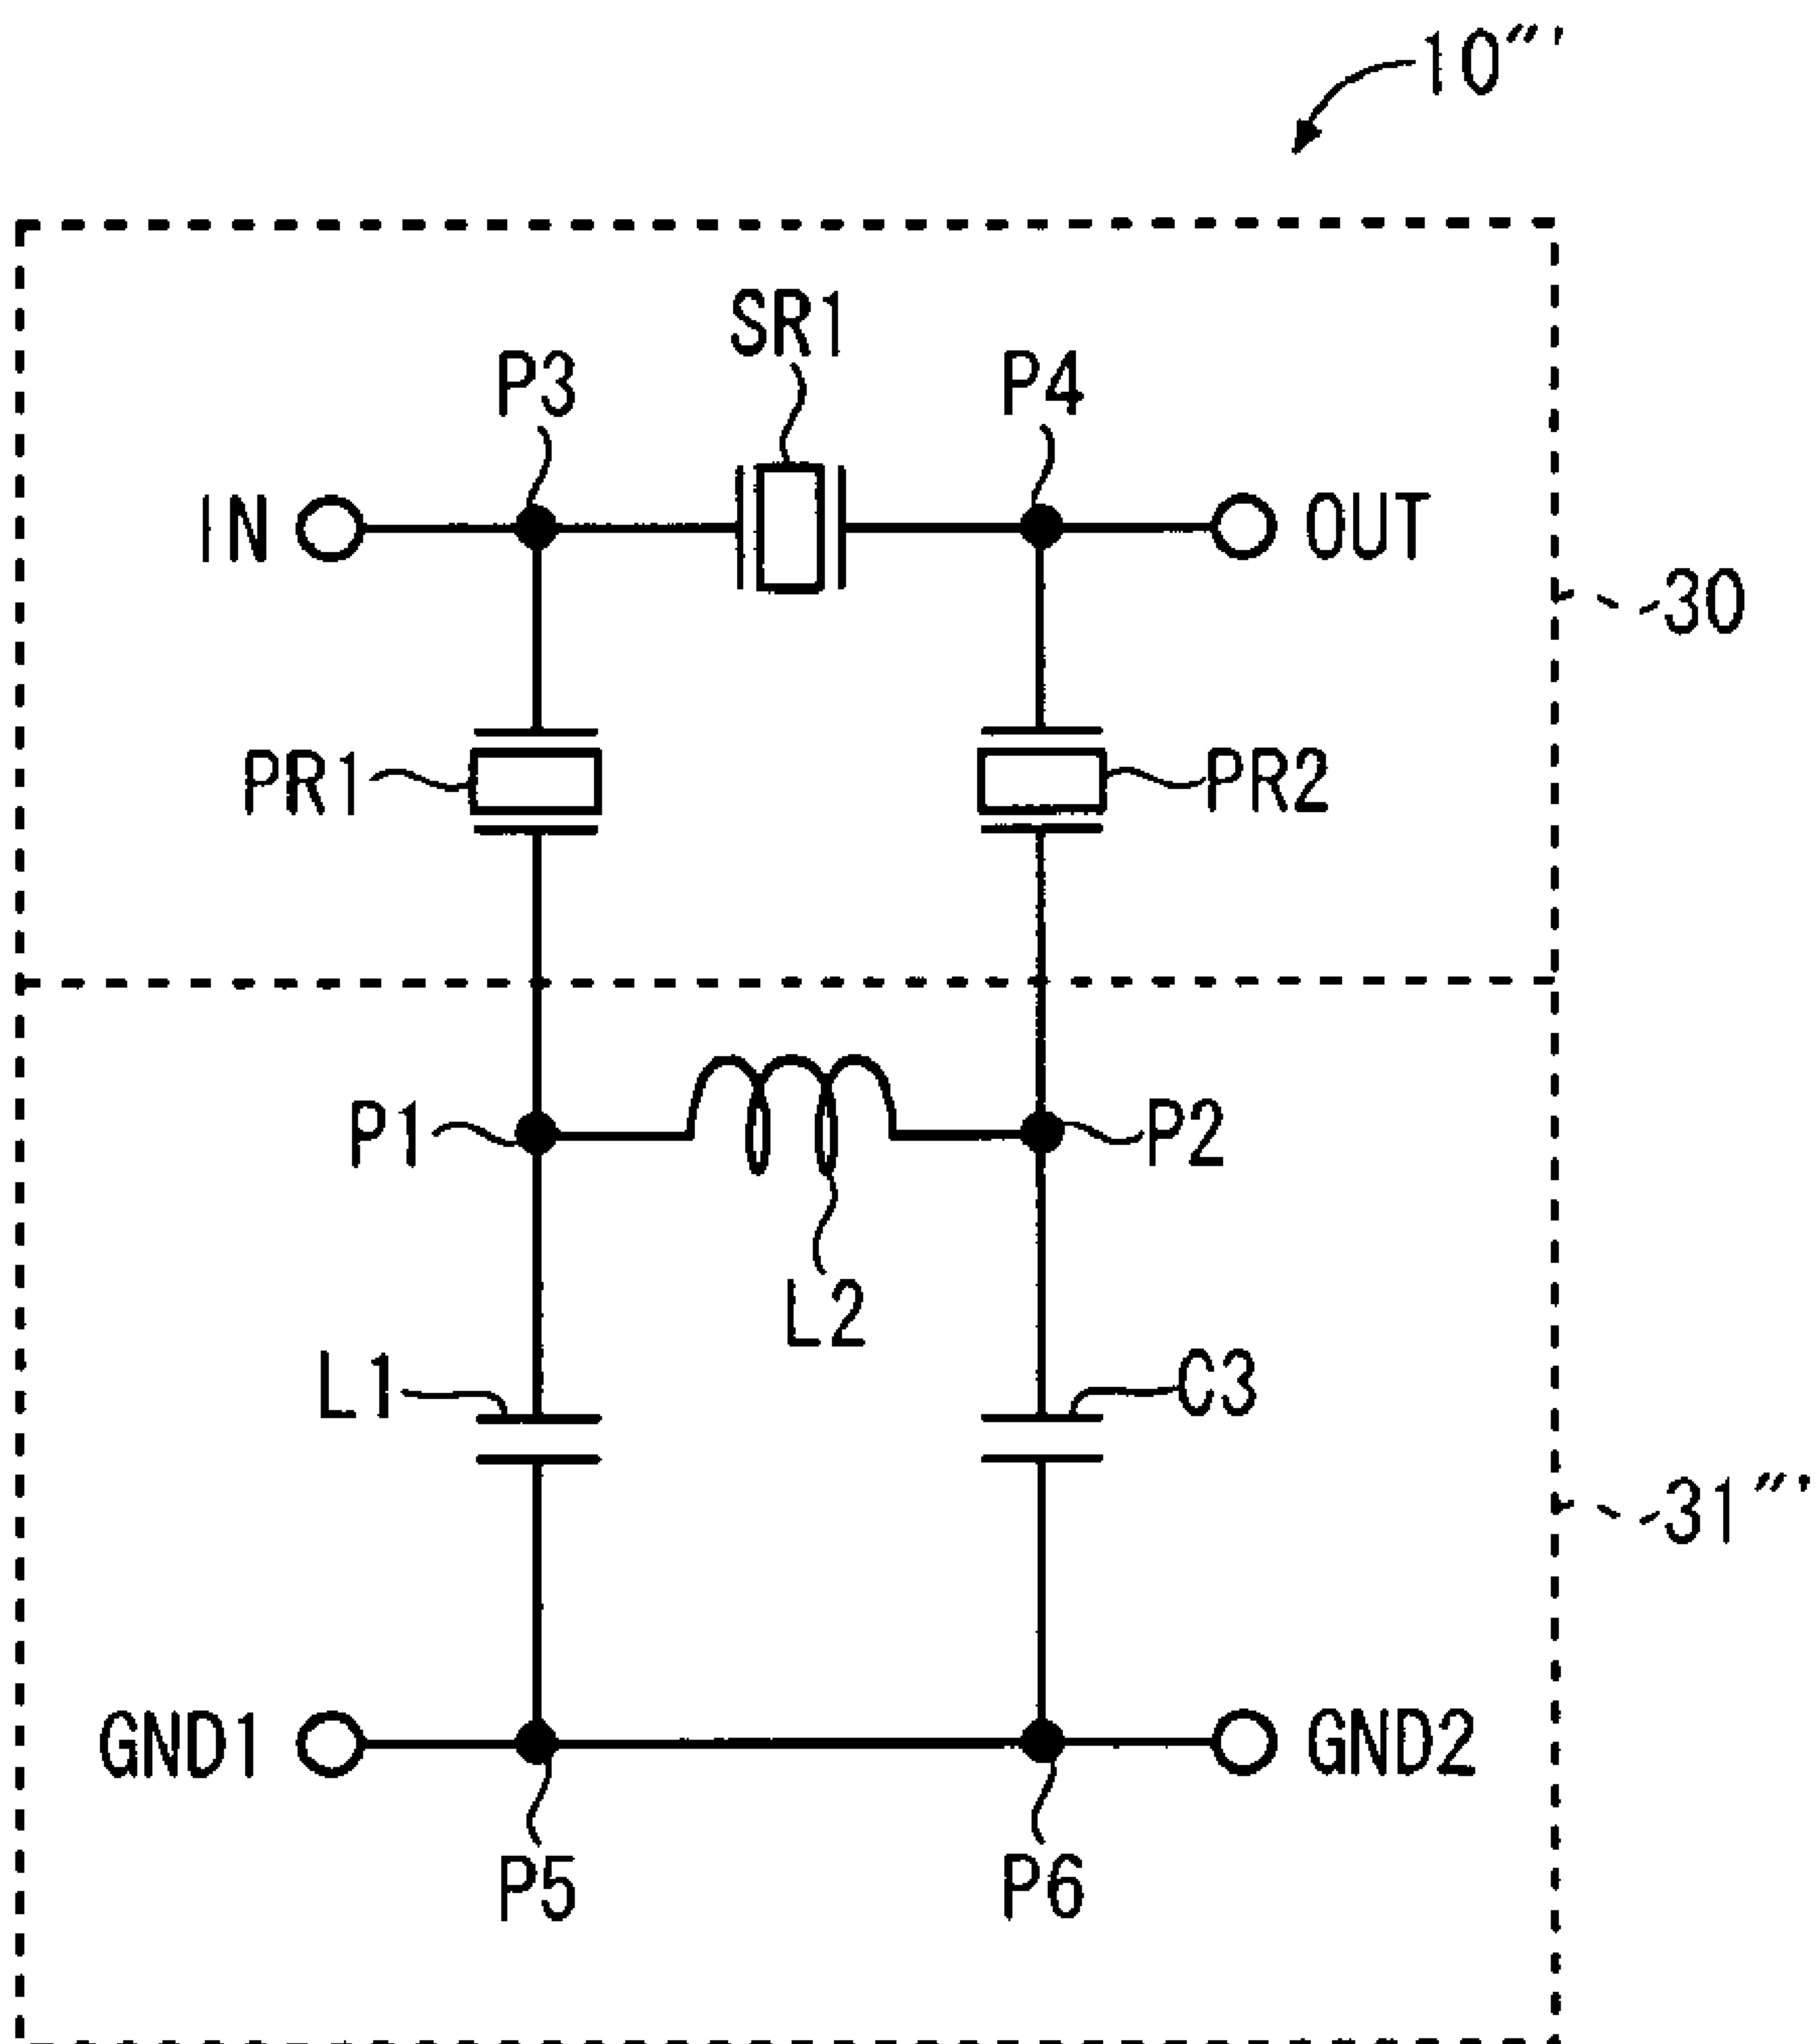 10"'
SR1
P3
P4
IN
OUT
30
PR1
PR2
P1
P2
L2
L1
C3
31"'
GND1
GND2
P5
P6